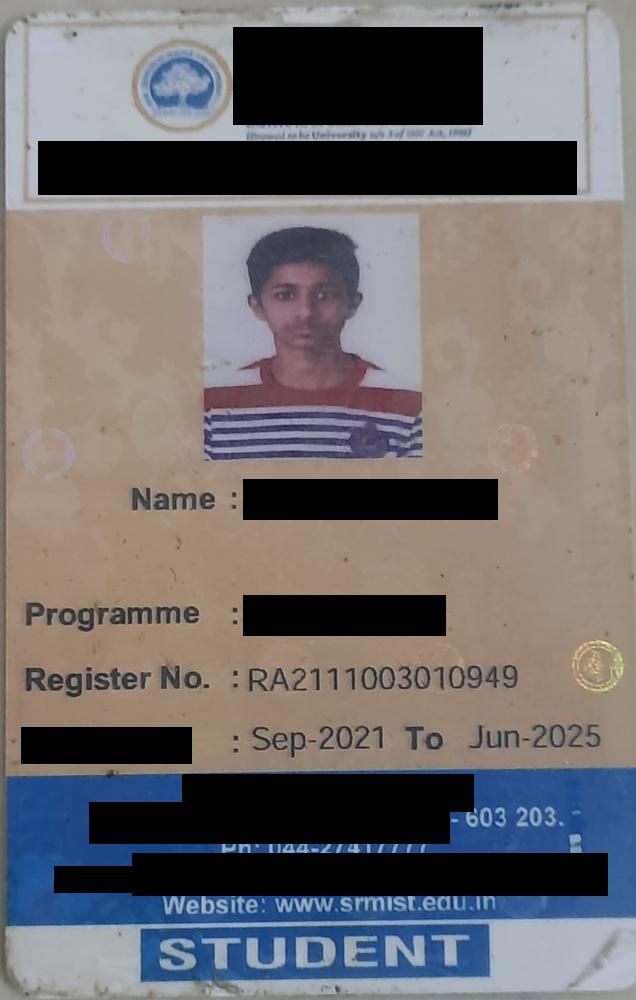 (Deemed to be University u/s 3 of UGC Act, 1956)
Name :
Programme :
Register No. : RA2111003010949
: Sep-2021 To Jun-2025
- 603 203.
Ph: 044-27417777
Website: www.srmist.edu.in
STUDENT